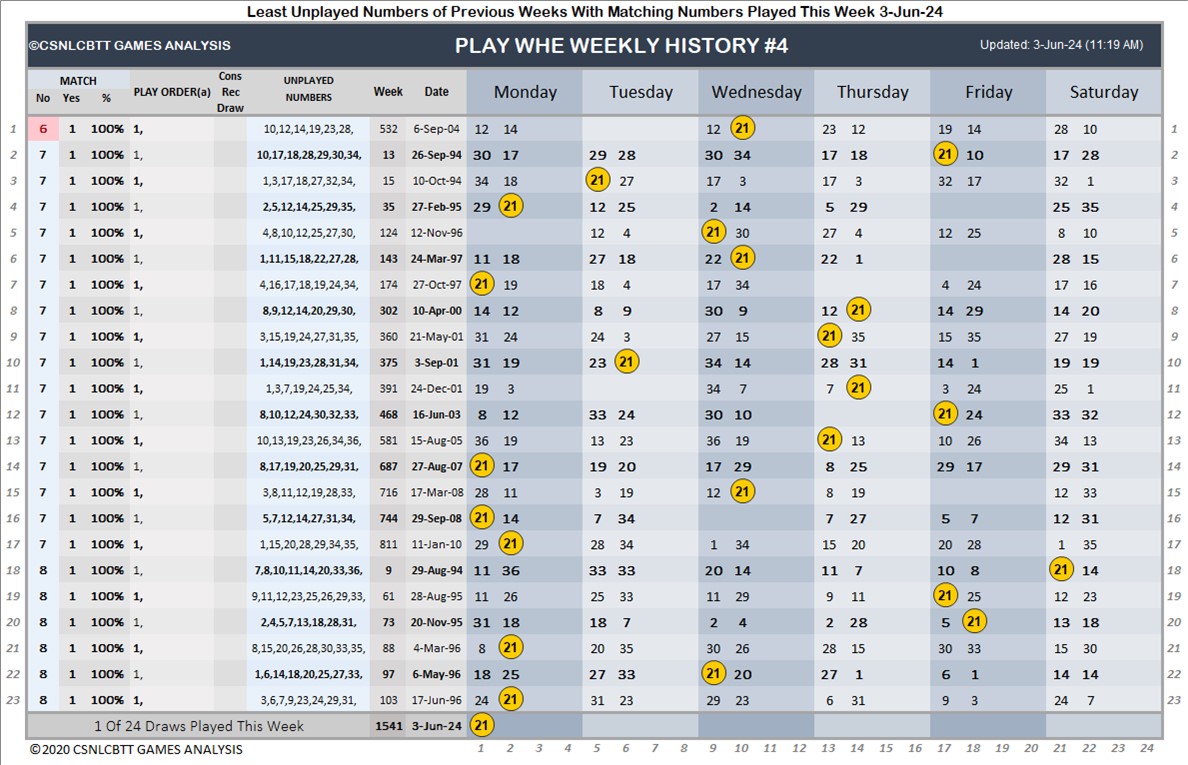 Least Unplayed Numbers of Previous Weeks With Matching Numbers Played This Week 3-Jun-24
©CSNLCBTT GAMES ANALYSIS PLAY WHE WEEKLY HISTORY #4 Updated: 3-Jun-24 (11:19 AM)
MATCH PLAY ORDER(a) Cons Rec Draw UNPLAYED NUMBERS Week Date Monday Tuesday Wednesday Thursday Friday Saturday
No Yes %
1 6 1 100% 1, 10,12,14,19,23,28, 532 6-Sep-04 12 14 12 21 23 12 19 14 28 10 1
2 7 1 100% 1, 10,17,18,28,29,30,34, 13 26-Sep-94 30 17 29 28 30 34 17 18 21 10 17 28 2
3 7 1 100% 1, 1,3,17,18,27,32,34, 15 10-Oct-94 34 18 21 27 17 3 17 3 32 17 32 1 3
4 7 1 100% 1, 2,5,12,14,25,29,35, 35 27-Feb-95 29 21 12 25 2 14 5 29 25 35 4
5 7 1 100% 1, 4,8,10,12,25,27,30, 124 12-Nov-96 12 4 21 30 27 4 12 25 8 10 5
6 7 1 100% 1, 1,11,15,18,22,27,28, 143 24-Mar-97 11 18 27 18 22 21 22 1 28 15 6
7 7 1 100% 1, 4,16,17,18,19,24,34, 174 27-Oct-97 21 19 18 4 17 34 4 24 17 16 7
8 7 1 100% 1, 8,9,12,14,20,29,30, 302 10-Apr-00 14 12 8 9 30 9 12 21 14 29 14 20 8
9 7 1 100% 1, 3,15,19,24,27,31,35, 360 21-May-01 31 24 24 3 27 15 21 35 15 35 27 19 9
10 7 1 100% 1, 1,14,19,23,28,31,34, 375 3-Sep-01 31 19 23 21 34 14 28 31 14 1 19 19 10
11 7 1 100% 1, 1,3,7,19,24,25,34, 391 24-Dec-01 19 3 34 7 7 21 3 24 25 1 11
12 7 1 100% 1, 8,10,12,24,30,32,33, 468 16-Jun-03 8 12 33 24 30 10 21 24 33 32 12
13 7 1 100% 1, 10,13,19,23,26,34,36, 581 15-Aug-05 36 19 13 23 36 19 21 13 10 26 34 13 13
14 7 1 100% 1, 8,17,19,20,25,29,31, 687 27-Aug-07 21 17 19 20 17 29 8 25 29 17 29 31 14
15 7 1 100% 1, 3,8,11,12,19,28,33, 716 17-Mar-08 28 11 3 19 12 21 8 19 12 33 15
16 7 1 100% 1, 5,7,12,14,27,31,34, 744 29-Sep-08 21 14 7 34 7 27 5 7 12 31 16
17 7 1 100% 1, 1,15,20,28,29,34,35, 811 11-Jan-10 29 21 28 34 1 34 15 20 20 28 1 35 17
18 8 1 100% 1, 7,8,10,11,14,20,33,36, 9 29-Aug-94 11 36 33 33 20 14 11 7 10 8 21 14 18
19 8 1 100% 1, 9,11,12,23,25,26,29,33, 61 28-Aug-95 11 26 25 33 11 29 9 11 21 25 12 23 19
20 8 1 100% 1, 2,4,5,7,13,18,28,31, 73 20-Nov-95 31 18 18 7 2 4 2 28 5 21 13 18 20
21 8 1 100% 1, 8,15,20,26,28,30,33,35, 88 4-Mar-96 8 21 20 35 30 26 28 15 30 33 15 30 21
22 8 1 100% 1, 1,6,14,18,20,25,27,33, 97 6-May-96 18 25 27 33 21 20 27 1 6 1 14 14 22
23 8 1 100% 1, 3,6,7,9,23,24,29,31, 103 17-Jun-96 24 21 31 23 29 23 6 31 9 3 24 7 23
1 Of 24 Draws Played This Week 1541 3-Jun-24 21
© 2020 CSNLCBTT GAMES ANALYSIS 1 2 3 4 5 6 7 8 9 10 11 12 13 14 15 16 17 18 19 20 21 22 23 24